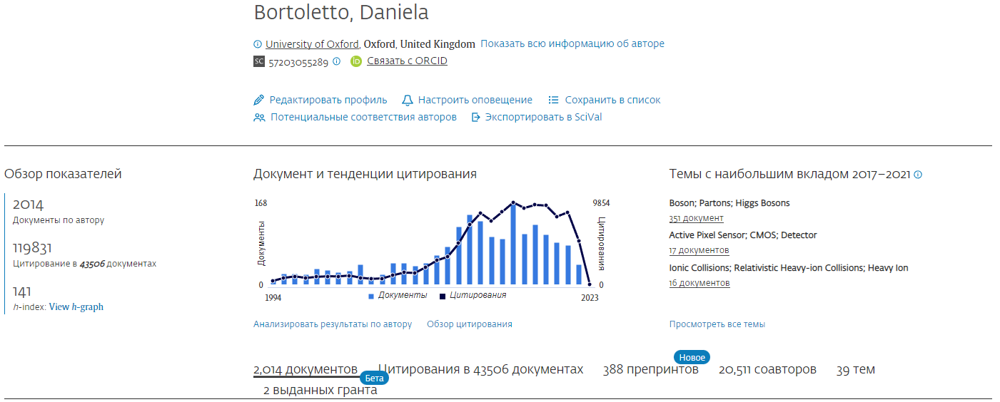 Bortoletto, Daniela
University of Oxford, Oxford, United Kingdom Показать всю информацию об авторе
SC 57203055289 iD Связать с ORCID
Редактировать профиль Настроить оповещение Сохранить в список
Потенциальные соответствия авторов Экспортировать в SciVal
Обзор показателей
2014
Документы по автору
119831
Цитирование в 43506 документах
141
h-index: View h-graph
Документ и тенденции цитирования
168 9854
Документы
Цитирования
0 0
1994 2023
Документы Цитирования
Анализировать результаты по автору Обзор цитирования
Темы с наибольшим вкладом 2017–2021
Boson; Partons; Higgs Bosons
351 документ
Active Pixel Sensor; CMOS; Detector
17 документов
Ionic Collisions; Relativistic Heavy-ion Collisions; Heavy Ion
16 документов
Просмотреть все темы
Новое
2,014 документов Цитирования в 43506 документах 388 препринтов 20,511 соавторов 39 тем
Бета
2 выданных гранта